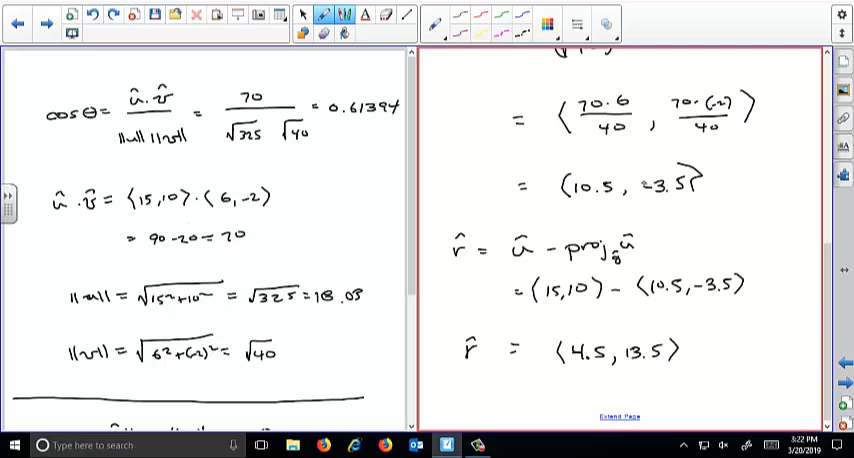 cosθ = û·v̂ / ||u|| ||v|| = 70 / √325 √40 = 0.61394
û·v̂ = ⟨15,10⟩·⟨6,-2⟩
= 90-20=70
||u|| = √15²+10² = √325 = 18.03
||v|| = √6²+(-2)² = √40
= ⟨70·6/40, 70·(-2)/40⟩
= ⟨10.5, -3.5⟩
r̂ = û - proj û
= ⟨15,10⟩ - ⟨10.5,-3.5⟩
r̂ = ⟨4.5, 13.5⟩
Extend Page
Type here to search
3:22 PM
3/20/2019